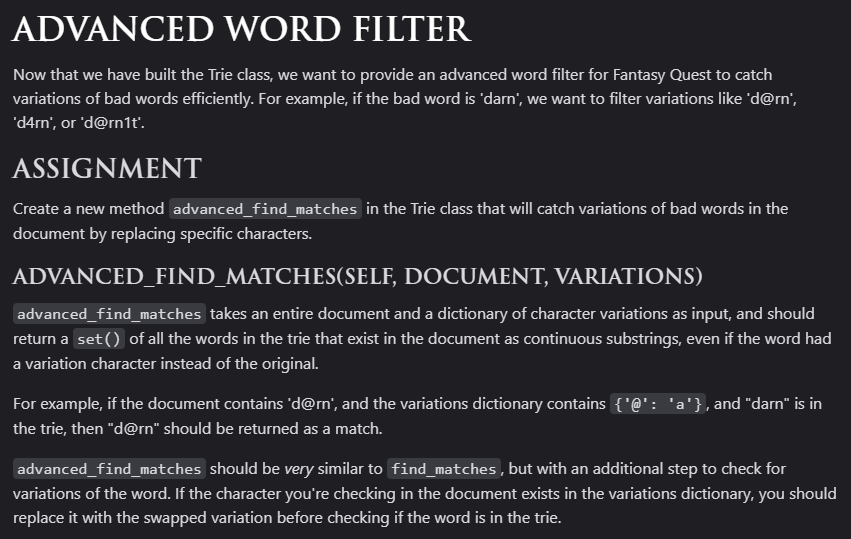 ADVANCED WORD FILTER
Now that we have built the Trie class, we want to provide an advanced word filter for Fantasy Quest to catch
variations of bad words efficiently. For example, if the bad word is 'darn', we want to filter variations like 'd@rn',
'd4rn', or 'd@rn1t'.
ASSIGNMENT
Create a new method advanced_find_matches in the Trie class that will catch variations of bad words in the
document by replacing specific characters.
ADVANCED_FIND_MATCHES(SELF, DOCUMENT, VARIATIONS)
advanced_find_matches takes an entire document and a dictionary of character variations as input, and should
return a set() of all the words in the trie that exist in the document as continuous substrings, even if the word had
a variation character instead of the original.
For example, if the document contains 'd@rn', and the variations dictionary contains {'@': 'a'}, and "darn" is in
the trie, then "d@rn" should be returned as a match.
advanced_find_matches should be very similar to find_matches, but with an additional step to check for
variations of the word. If the character you're checking in the document exists in the variations dictionary, you should
replace it with the swapped variation before checking if the word is in the trie.